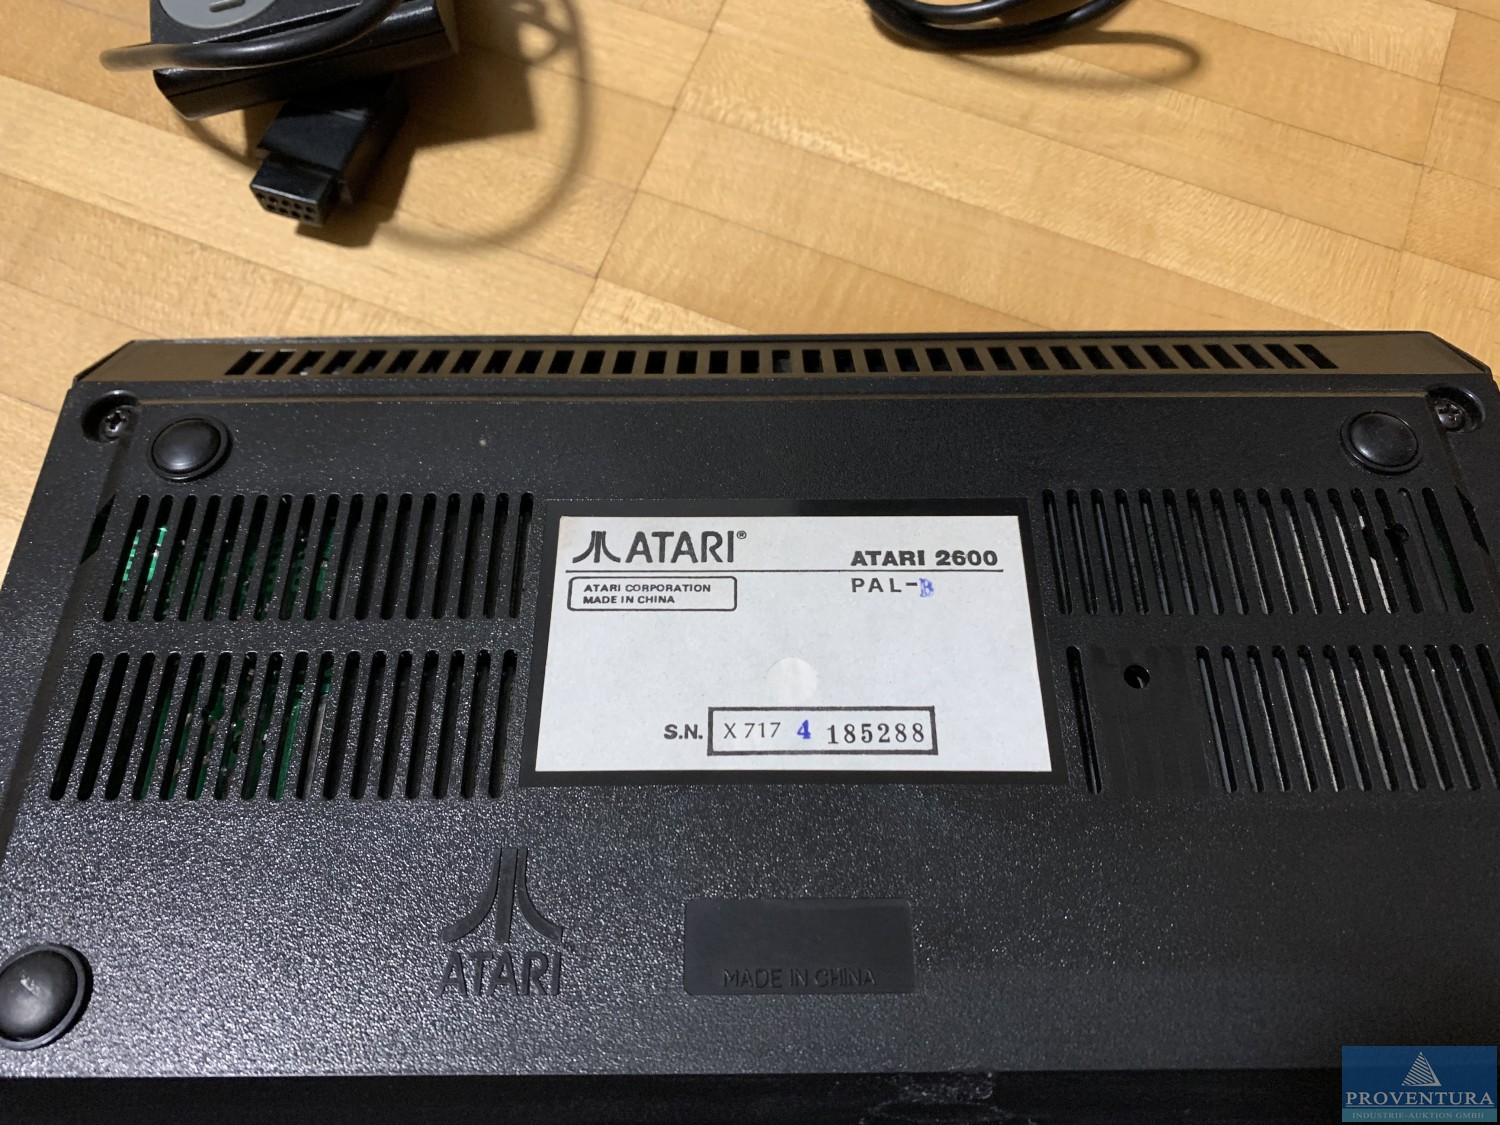 ATARI®
ATARI 2600
ATARI CORPORATION
MADE IN CHINA
PAL-B
S.N. X 717 4 185288
ATARI
MADE IN CHINA
PROVENTURA
INDUSTRIE-AUKTION GMBH